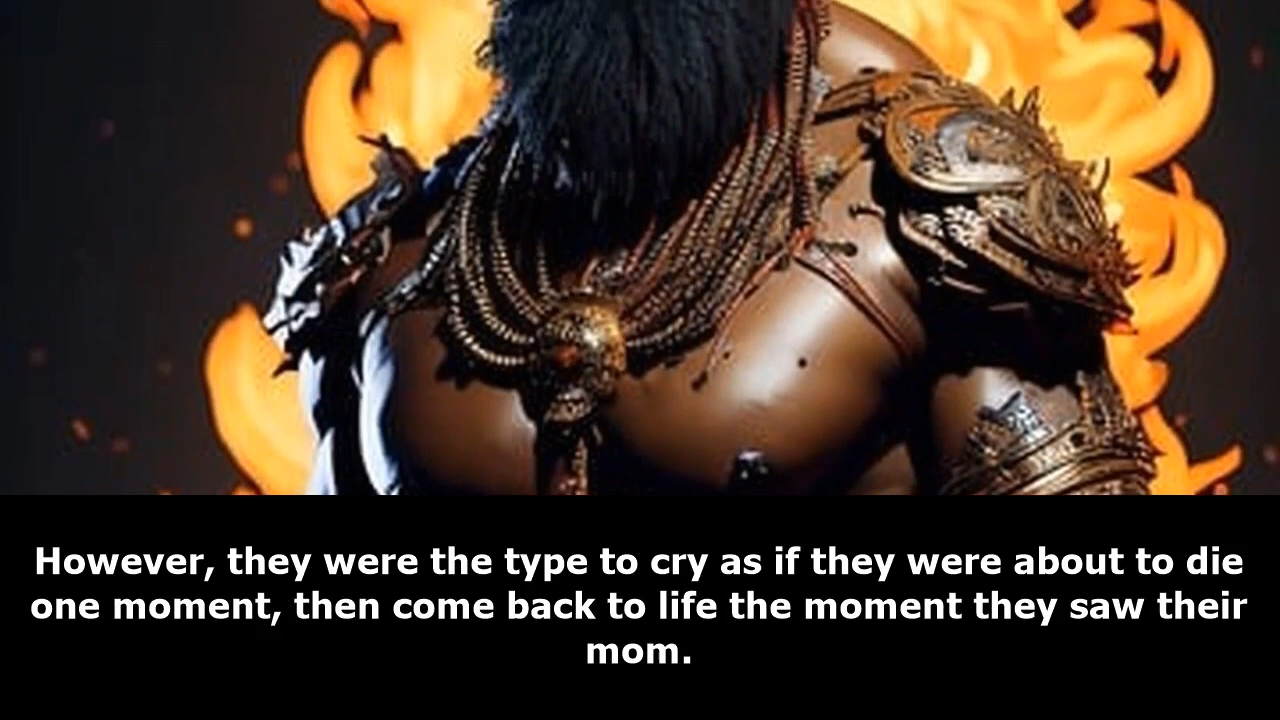 However, they were the type to cry as if they were about to die
one moment, then come back to life the moment they saw their
mom.